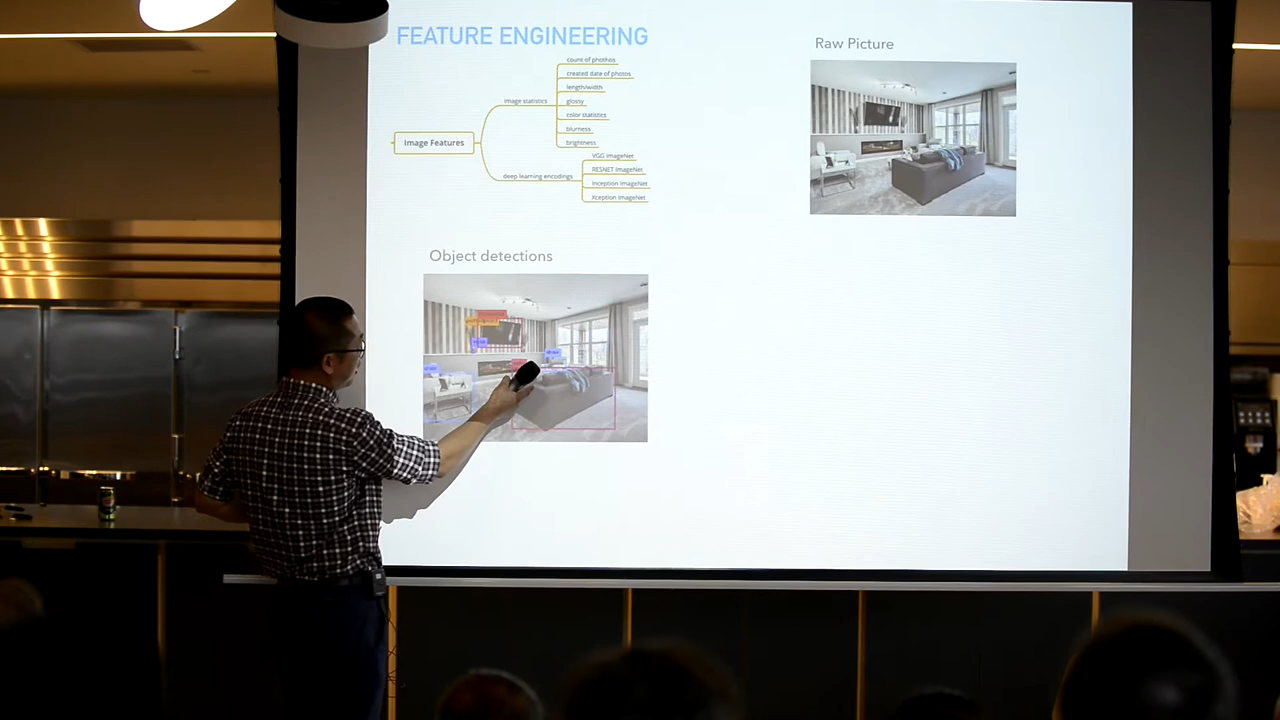 FEATURE ENGINEERING
Raw Picture
count of phothos
created date of photos
length/width
image statistics
glossy
color statistics
blurness
brightness
Image Features
VGG ImageNet
RESNET ImageNet
deep learning encodings
Inception ImageNet
Xception ImageNet
Object detections